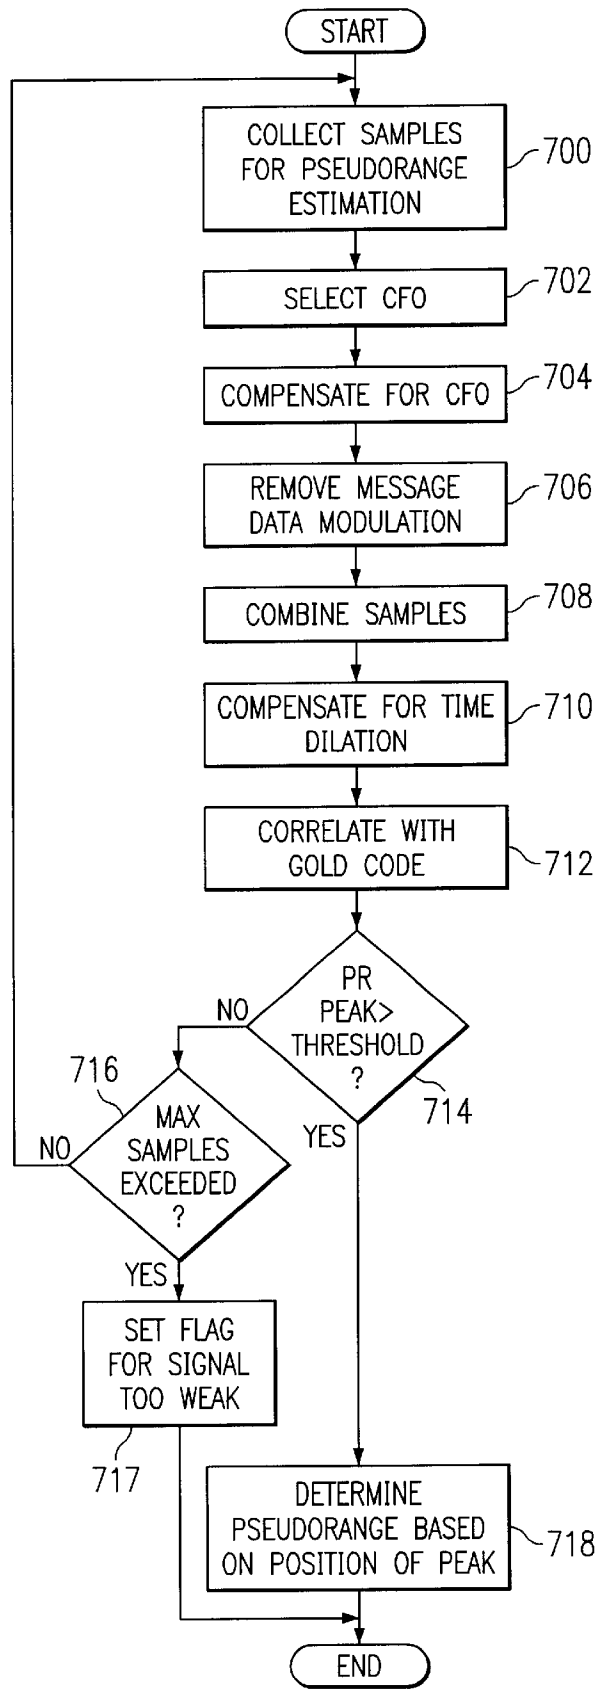 START
COLLECT SAMPLES
FOR PSEUDORANGE
ESTIMATION
700
SELECT CFO
702
COMPENSATE FOR CFO
704
REMOVE MESSAGE
DATA MODULATION
706
COMBINE SAMPLES
708
COMPENSATE FOR TIME
DILATION
710
CORRELATE WITH
GOLD CODE
712
PR
PEAK>
THRESHOLD
?
714
NO
YES
716
MAX
SAMPLES
EXCEEDED
?
NO
YES
SET FLAG
FOR SIGNAL
TOO WEAK
717
DETERMINE
PSEUDORANGE BASED
ON POSITION OF PEAK
718
END